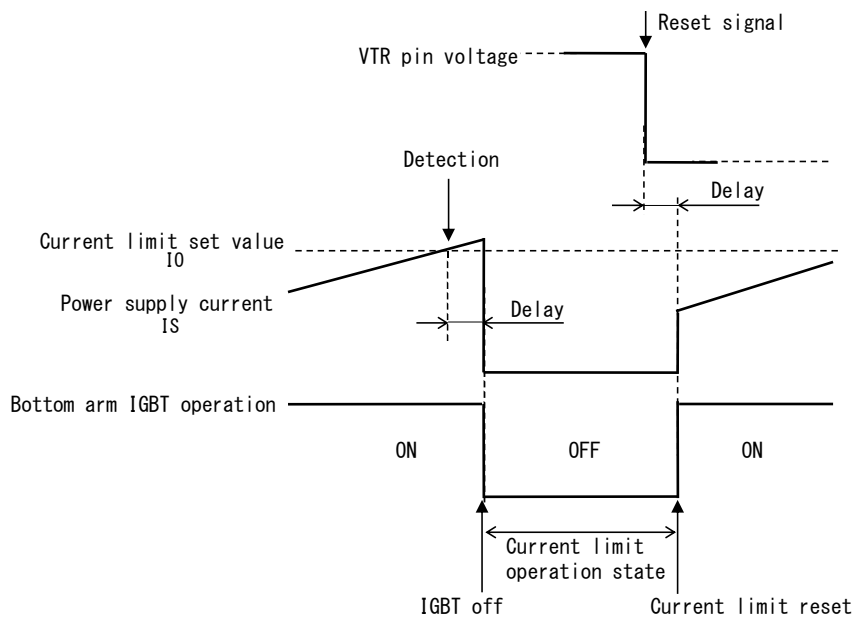 Reset signal
VTR pin voltage
Detection
Delay
Current limit set value
IO
Power supply current
IS
Delay
Bottom arm IGBT operation
ON
OFF
ON
Current limit
operation state
IGBT off
Current limit reset